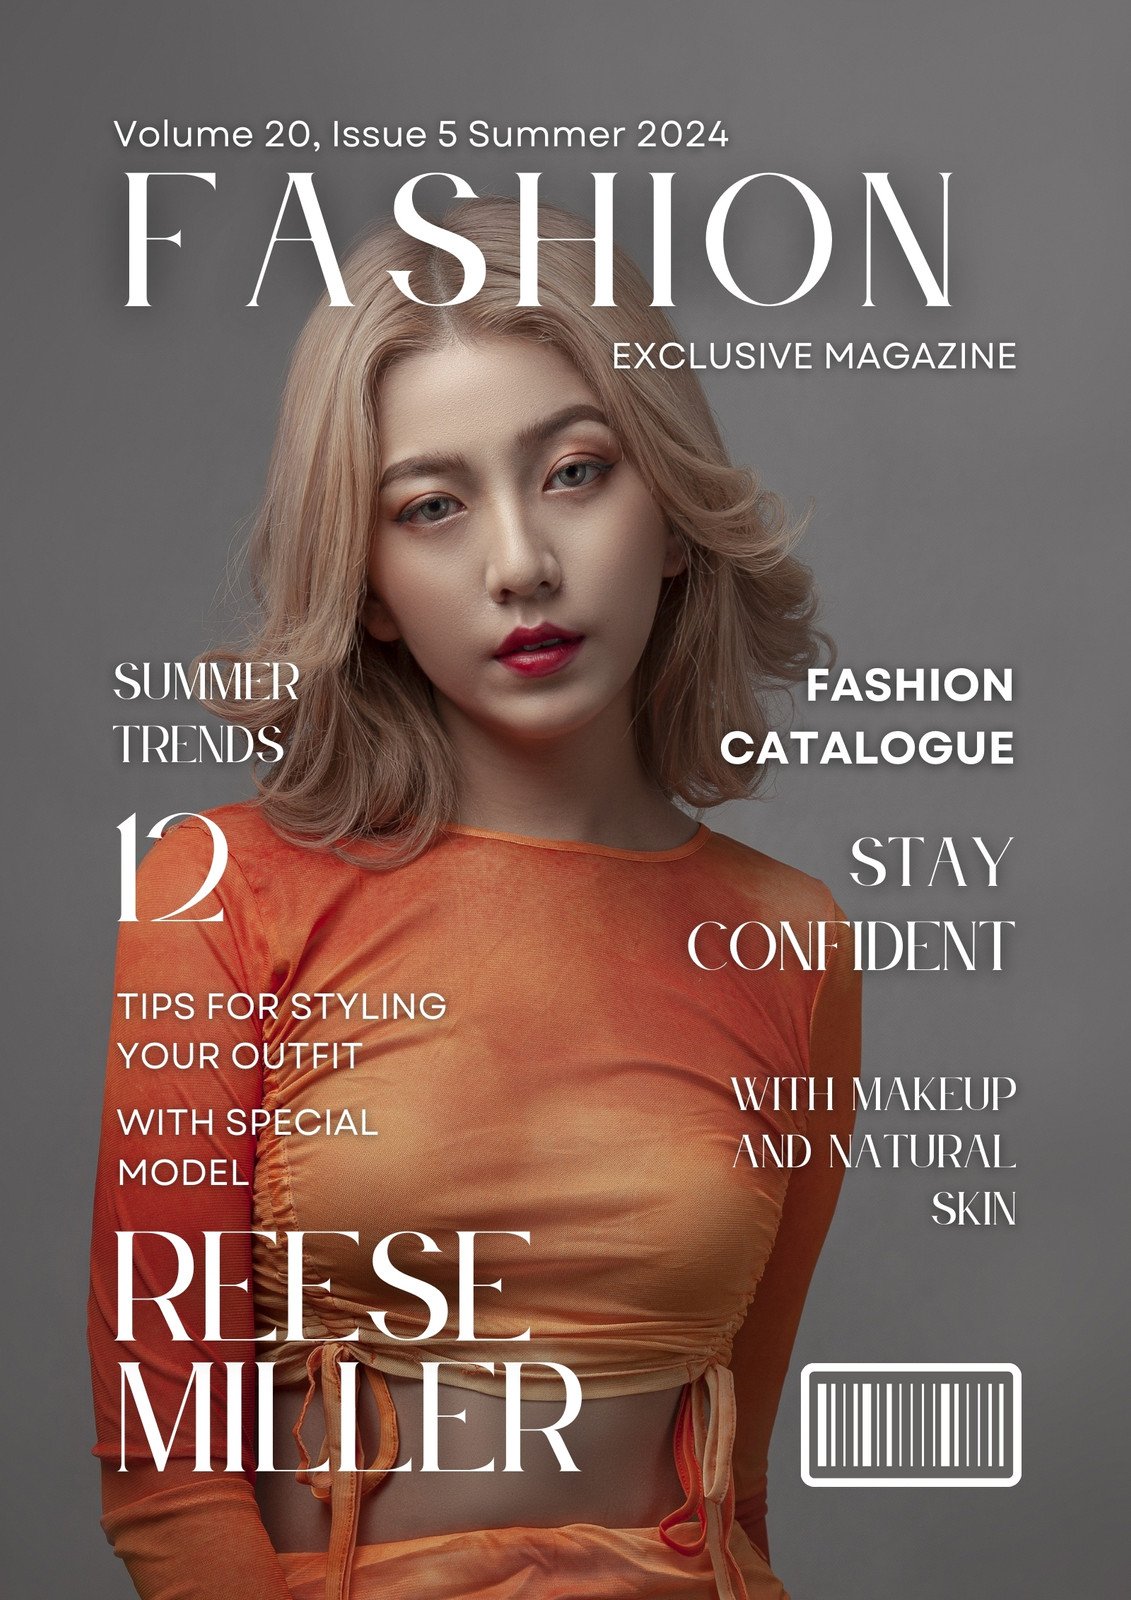 Volume 20, Issue 5 Summer 2024
FASHION
EXCLUSIVE MAGAZINE
SUMMER
TRENDS
12
TIPS FOR STYLING
YOUR OUTFIT
WITH SPECIAL
MODEL
REESE
MILLER
FASHION
CATALOGUE
STAY
CONFIDENT
WITH MAKEUP
AND NATURAL
SKIN